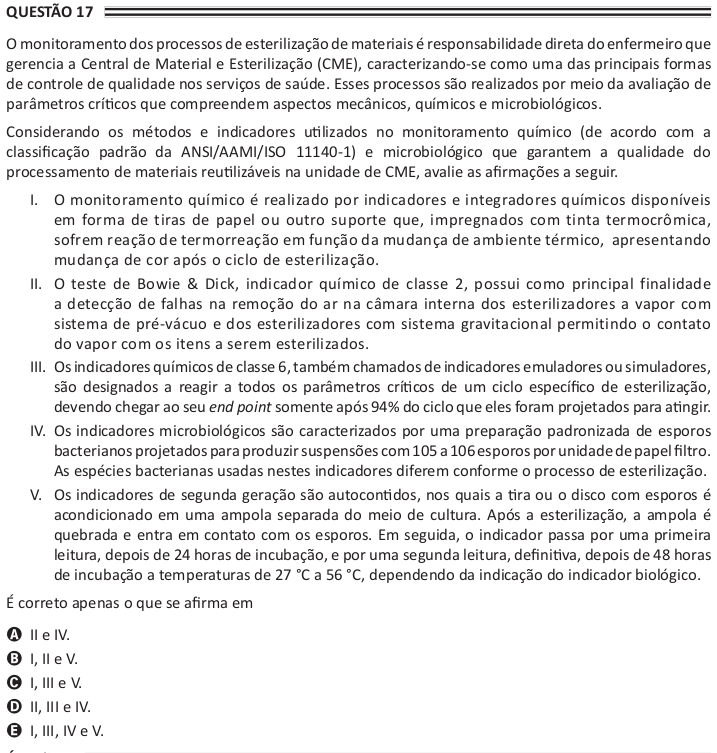 QUESTÃO 17
O monitoramento dos processos de esterilização de materiais é responsabilidade direta do enfermeiro que
gerencia a Central de Material e Esterilização (CME), caracterizando-se como uma das principais formas
de controle de qualidade nos serviços de saúde. Esses processos são realizados por meio da avaliação de
parâmetros críticos que compreendem aspectos mecânicos, químicos e microbiológicos.
Considerando os métodos e indicadores utilizados no monitoramento químico (de acordo com a
classificação padrão da ANSI/AAMI/ISO 11140-1) e microbiológico que garantem a qualidade do
processamento de materiais reutilizáveis na unidade de CME, avalie as afirmações a seguir.
I. O monitoramento químico é realizado por indicadores e integradores químicos disponíveis
em forma de tiras de papel ou outro suporte que, impregnados com tinta termocrômica,
sofrem reação de termorreação em função da mudança de ambiente térmico, apresentando
mudança de cor após o ciclo de esterilização.
II. O teste de Bowie & Dick, indicador químico de classe 2, possui como principal finalidade
a detecção de falhas na remoção do ar na câmara interna dos esterilizadores a vapor com
sistema de pré-vácuo e dos esterilizadores com sistema gravitacional permitindo o contato
do vapor com os itens a serem esterilizados.
III. Os indicadores químicos de classe 6, também chamados de indicadores emuladores ou simuladores,
são designados a reagir a todos os parâmetros críticos de um ciclo específico de esterilização,
devendo chegar ao seu end point somente após 94% do ciclo que eles foram projetados para atingir.
IV. Os indicadores microbiológicos são caracterizados por uma preparação padronizada de esporos
bacterianos projetados para produzir suspensões com 105 a 106 esporos por unidade de papel filtro.
As espécies bacterianas usadas nestes indicadores diferem conforme o processo de esterilização.
V. Os indicadores de segunda geração são autocontidos, nos quais a tira ou o disco com esporos é
acondicionado em uma ampola separada do meio de cultura. Após a esterilização, a ampola é
quebrada e entra em contato com os esporos. Em seguida, o indicador passa por uma primeira
leitura, depois de 24 horas de incubação, e por uma segunda leitura, definitiva, depois de 48 horas
de incubação a temperaturas de 27 °C a 56 °C, dependendo da indicação do indicador biológico.
É correto apenas o que se afirma em
A II e IV.
B I, II e V.
C I, III e V.
D II, III e IV.
E I, III, IV e V.